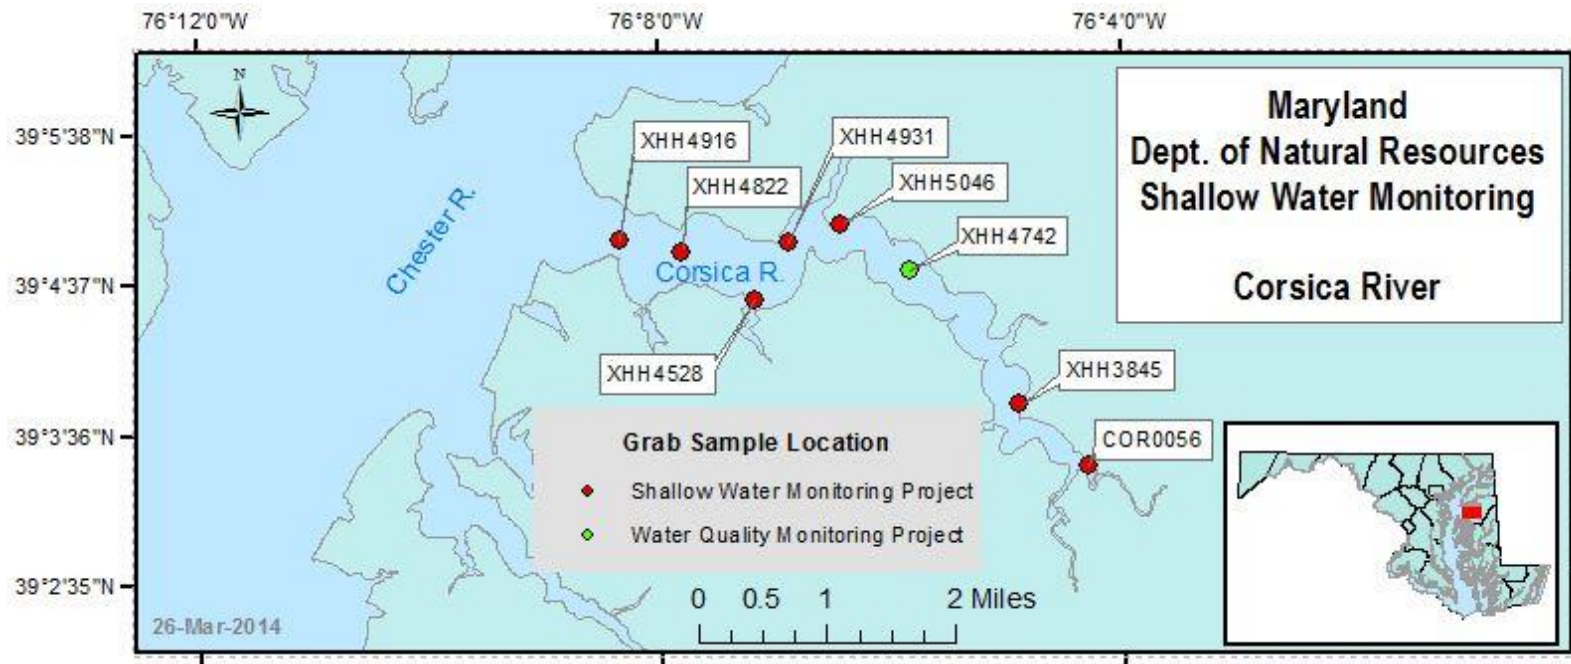 76°12'0"W
76°8'0"W
76°4'0"W
39°5'38"N
39°4'37"N
39°3'36"N
39°2'35"N
N
Maryland
Dept. of Natural Resources
Shallow Water Monitoring
Corsica River
XHH4916
XHH4931
XHH4822
XHH5046
XHH4742
Chester R.
Corsica R.
XHH4528
XHH3845
COR0056
Grab Sample Location
Shallow Water Monitoring Project
Water Quality Monitoring Project
0 0.5 1 2 Miles
26-Mar-2014